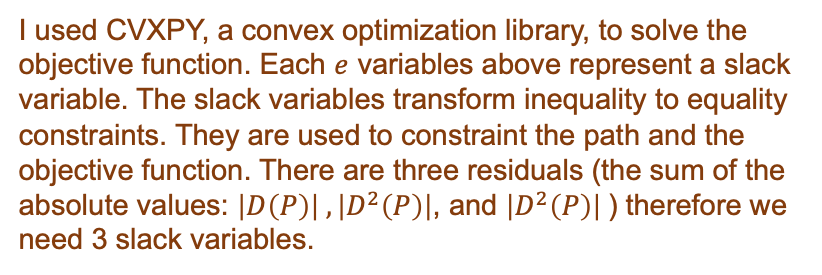 I used CVXPY, a convex optimization library, to solve the
objective function. Each e variables above represent a slack
variable. The slack variables transform inequality to equality
constraints. They are used to constraint the path and the
objective function. There are three residuals (the sum of the
absolute values: |D(P)| , |D²(P)|, and |D²(P)| ) therefore we
need 3 slack variables.